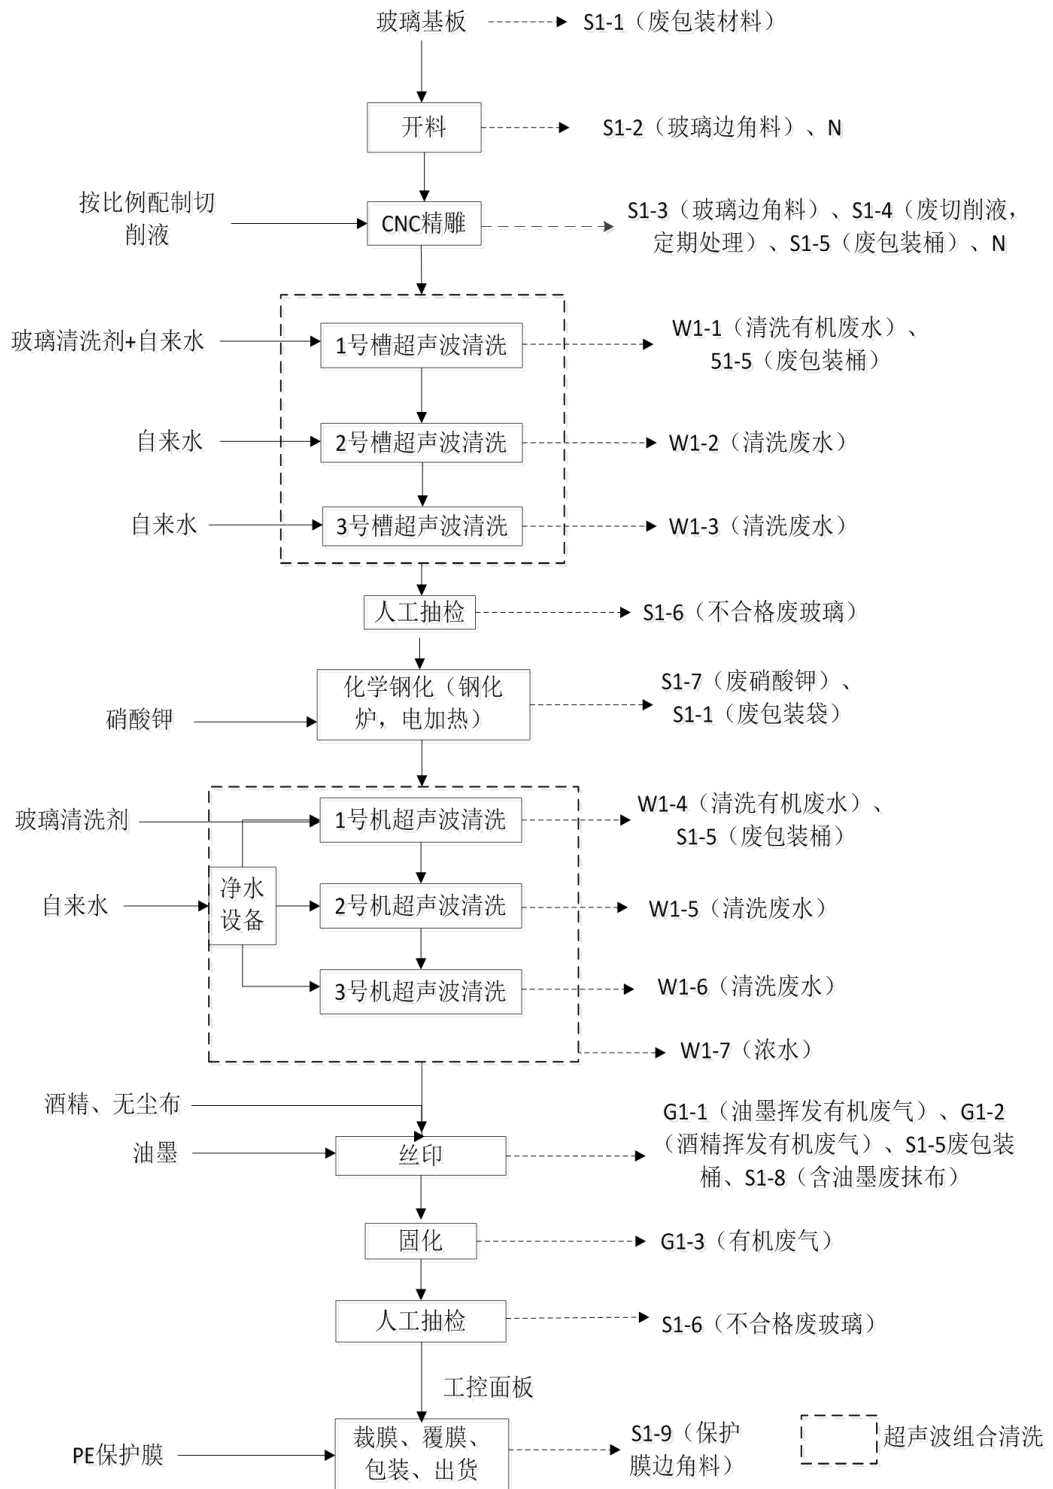 玻璃基板
S1-1（废包装材料）
开料
S1-2（玻璃边角料）、N
按比例配制切
削液
CNC精雕
S1-3（玻璃边角料）、S1-4（废切削液，
定期处理）、S1-5（废包装桶）、N
玻璃清洗剂+自来水
1号槽超声波清洗
W1-1（清洗有机废水）、
51-5（废包装桶）
自来水
2号槽超声波清洗
W1-2（清洗废水）
自来水
3号槽超声波清洗
W1-3（清洗废水）
人工抽检
S1-6（不合格废玻璃）
硝酸钾
化学钢化（钢化
炉，电加热）
S1-7（废硝酸钾）、
S1-1（废包装袋）
玻璃清洗剂
1号机超声波清洗
W1-4（清洗有机废水）、
S1-5（废包装桶）
自来水
净水
设备
2号机超声波清洗
W1-5（清洗废水）
3号机超声波清洗
W1-6（清洗废水）
W1-7（浓水）
酒精、无尘布
油墨
丝印
G1-1（油墨挥发有机废气）、G1-2
（酒精挥发有机废气）、S1-5废包装
桶、S1-8（含油墨废抹布）
固化
G1-3（有机废气）
人工抽检
S1-6（不合格废玻璃）
工控面板
PE保护膜
裁膜、覆膜、
包装、出货
S1-9（保护
膜边角料）
超声波组合清洗